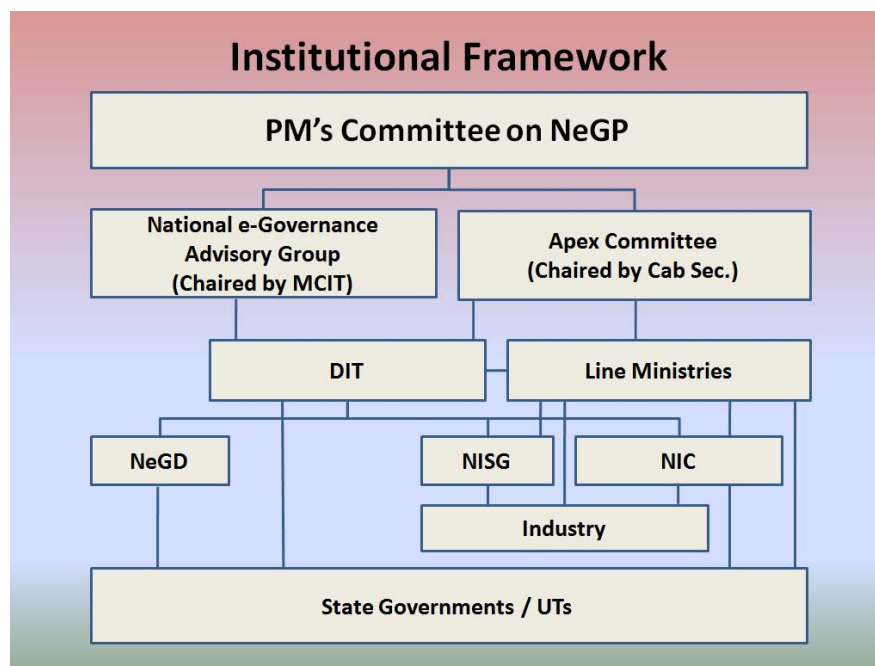 Institutional Framework
PM's Committee on NeGP
National e-Governance
Advisory Group
(Chaired by MCIT)
Apex Committee
(Chaired by Cab Sec.)
DIT
Line Ministries
NeGD
NISG
NIC
Industry
State Governments / UTs